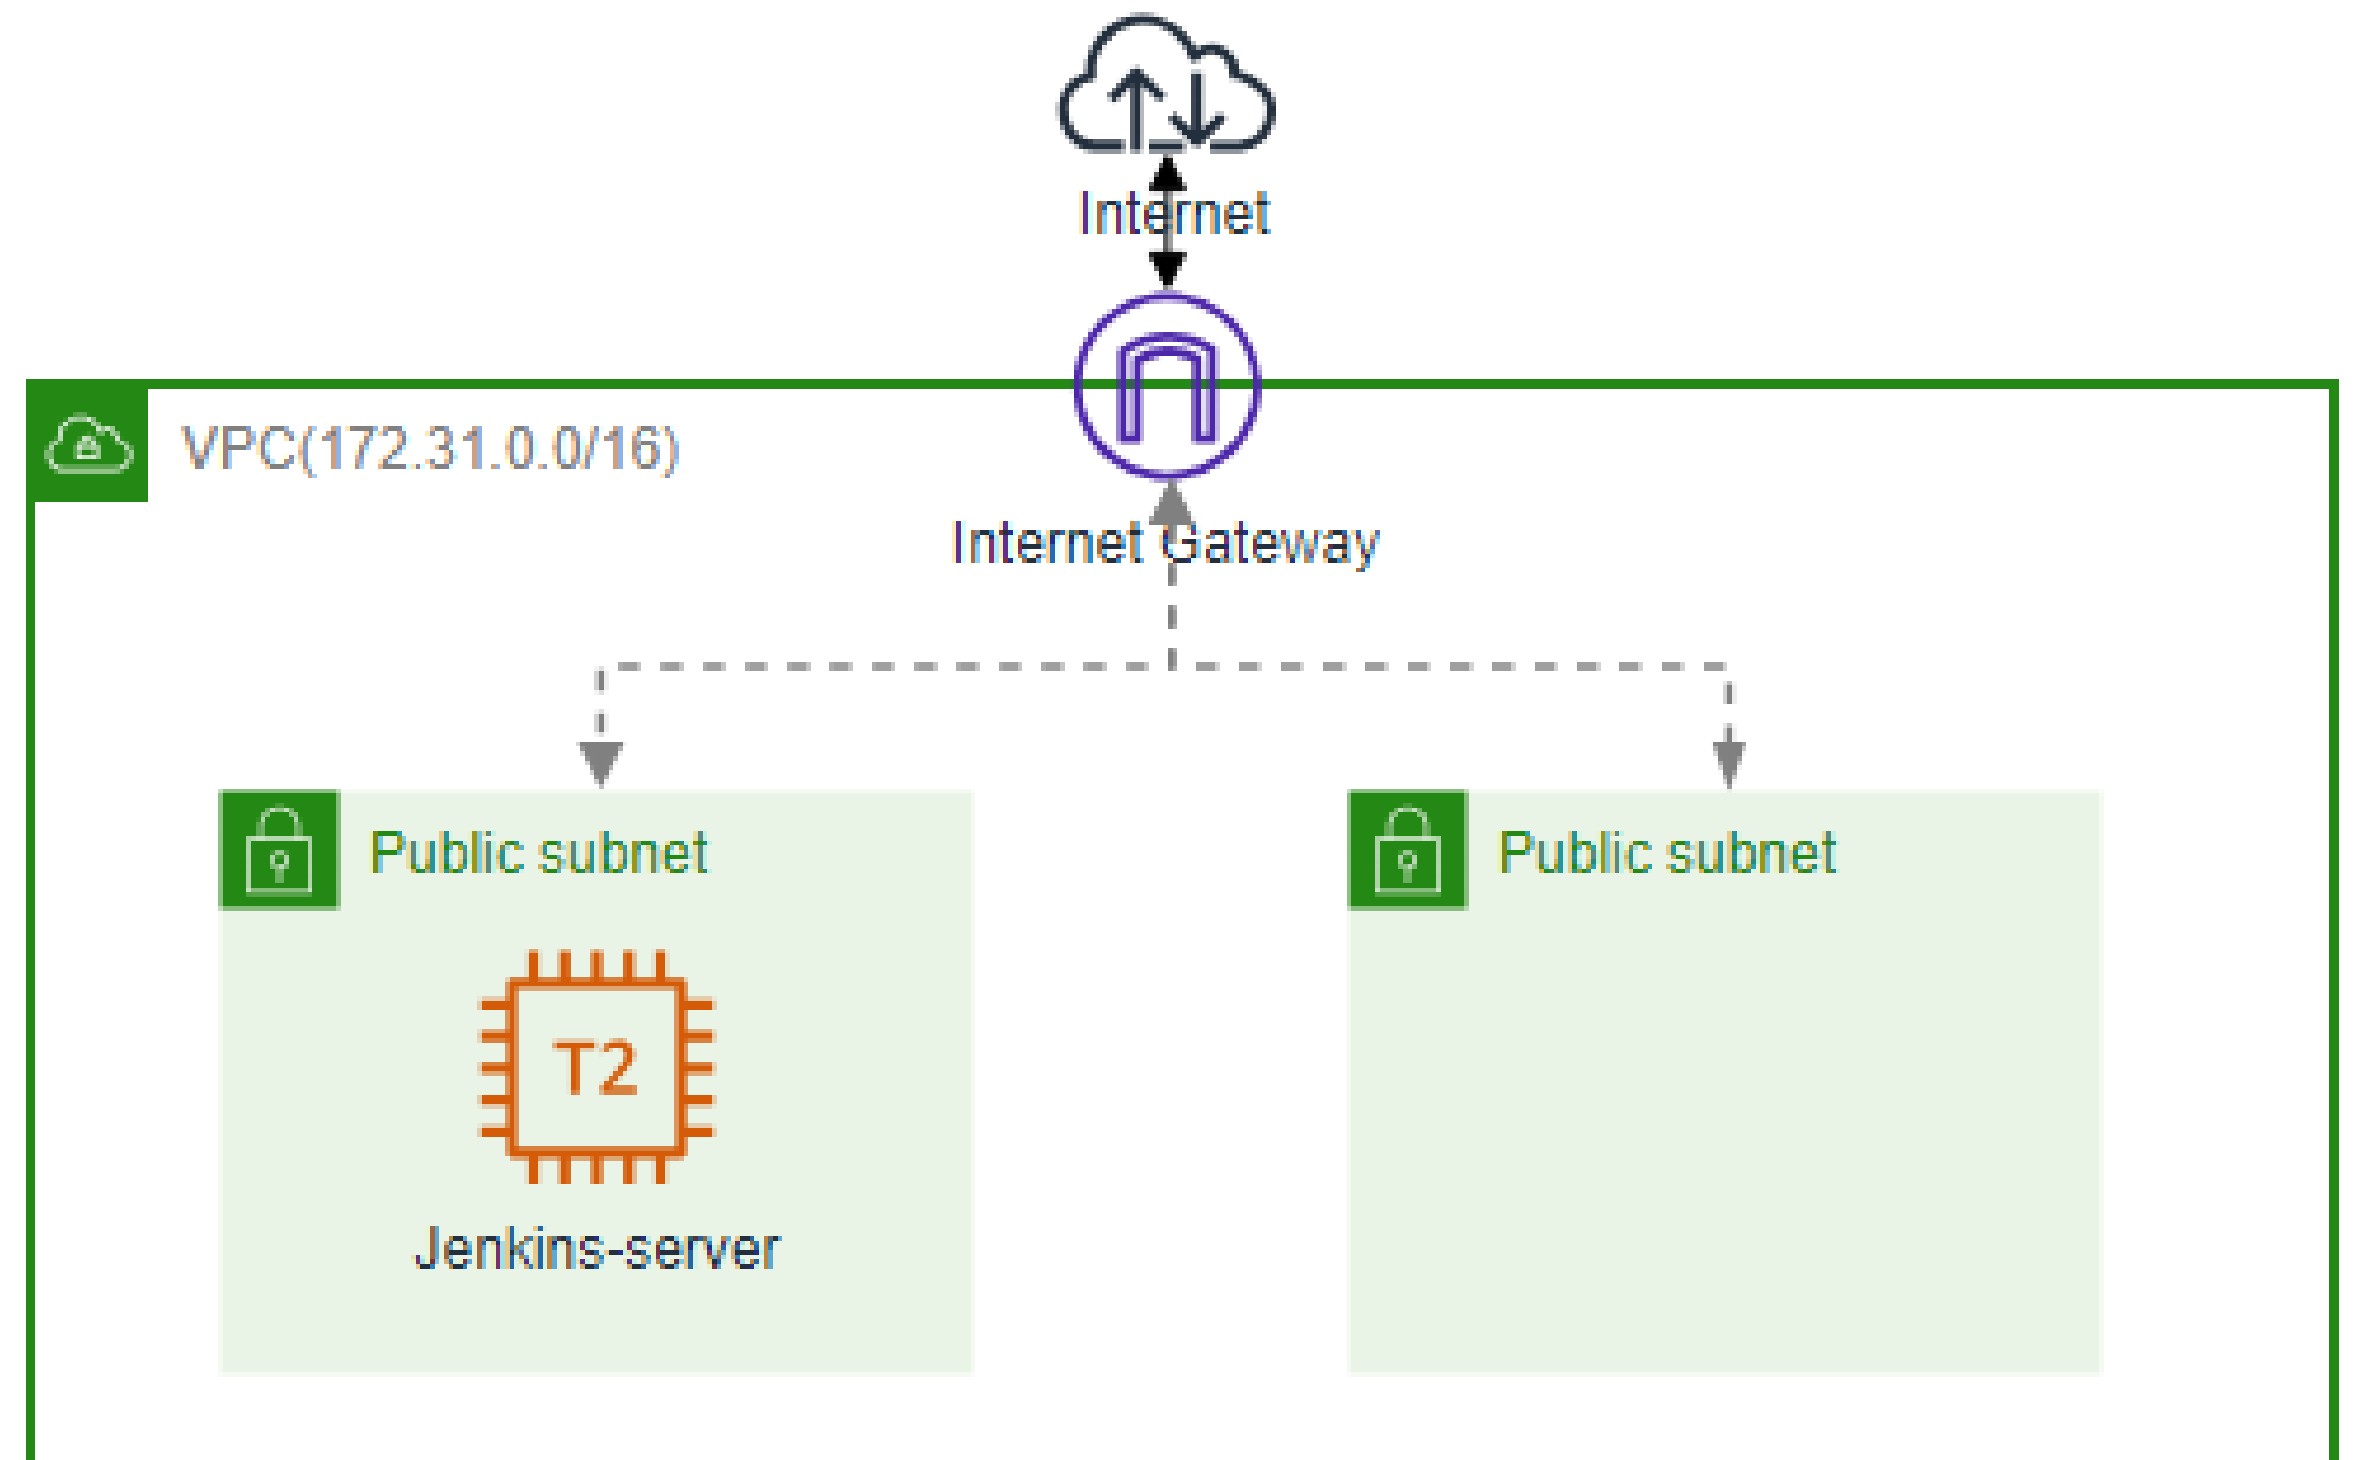 Internet
VPC(172.31.0.0/16)
Internet Gateway
Public subnet
Public subnet
T2
Jenkins-server